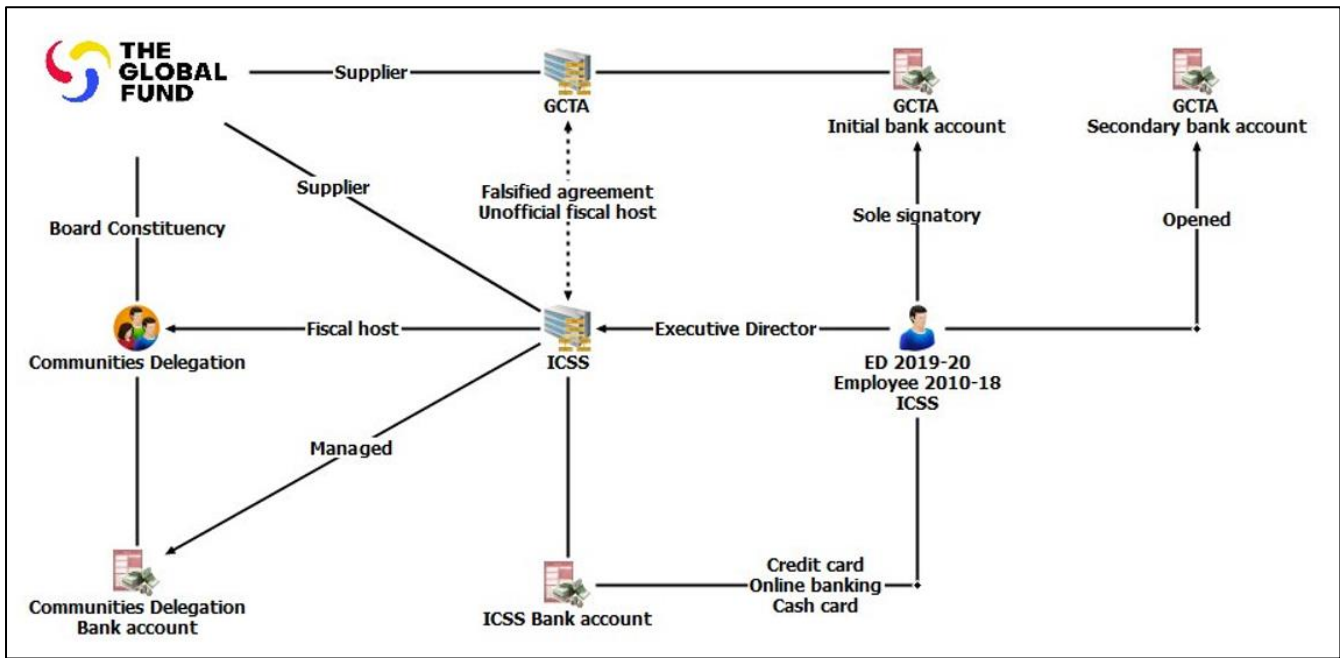 THE
GLOBAL
FUND
Supplier
GCTA
GCTA
Initial bank account
GCTA
Secondary bank account
Supplier
Falsified agreement
Unofficial fiscal host
Board Constituency
Sole signatory
Opened
Communities Delegation
Fiscal host
ICSS
Executive Director
ED 2019-20
Employee 2010-18
ICSS
Managed
Communities Delegation
Bank account
ICSS Bank account
Credit card
Online banking
Cash card